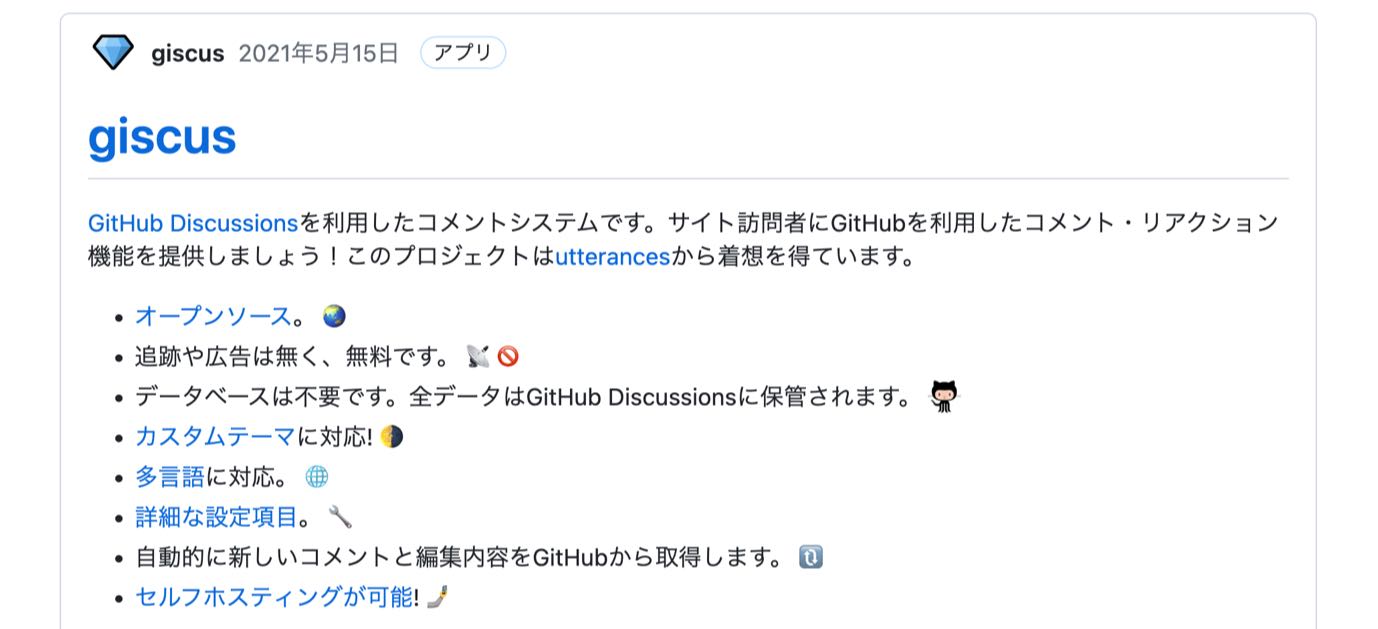 giscus 2021年5月15日 アプリ
giscus
GitHub Discussionsを利用したコメントシステムです。サイト訪問者にGitHubを利用したコメント・リアクション
機能を提供しましょう！このプロジェクトはutterancesから着想を得ています。
• オープンソース。 🌏
• 追跡や広告は無く、無料です。 📡🚫
• データベースは不要です。全データはGitHub Discussionsに保管されます。
• カスタムテーマに対応! 🌗
• 多言語に対応。 🌐
• 詳細な設定項目。 🔧
• 自動的に新しいコメントと編集内容をGitHubから取得します。 🔃
• セルフホスティングが可能! 🤳